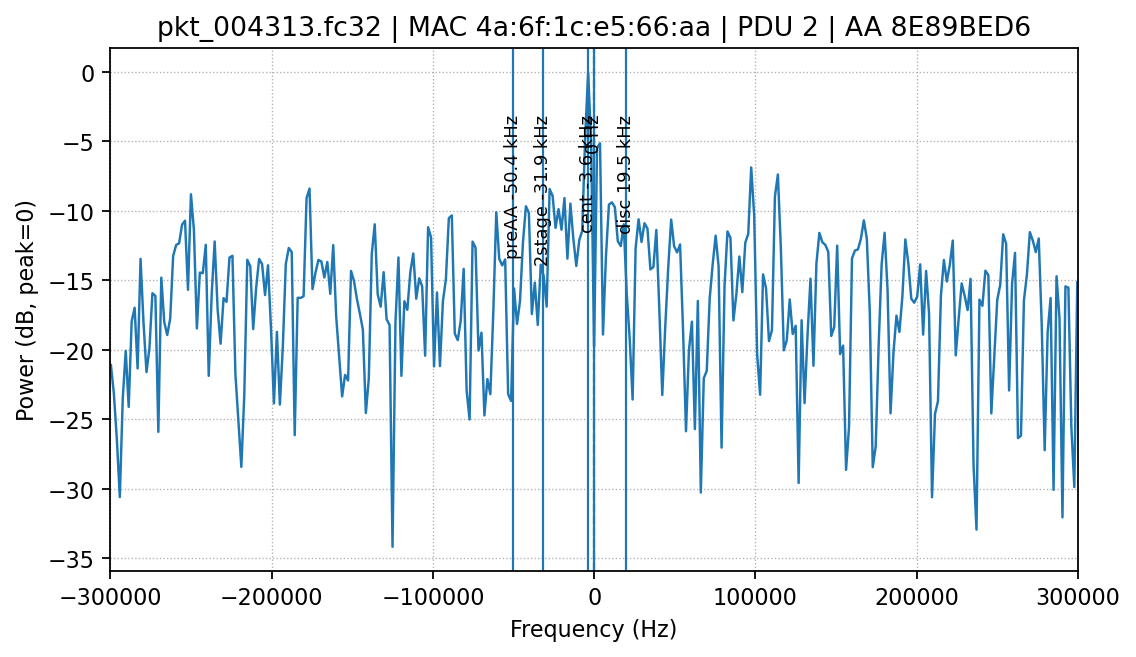 pkt_004313.fc32 | MAC 4a:6f:1c:e5:66:aa | PDU 2 | AA 8E89BED6
Power (dB, peak=0)
0
−5
−10
−15
−20
−25
−30
−35
preAA -50.4 kHz
2stage -31.9 kHz
cent -3.6 kHz
0 Hz
disc 19.5 kHz
−300000
−200000
−100000
0
100000
200000
300000
Frequency (Hz)